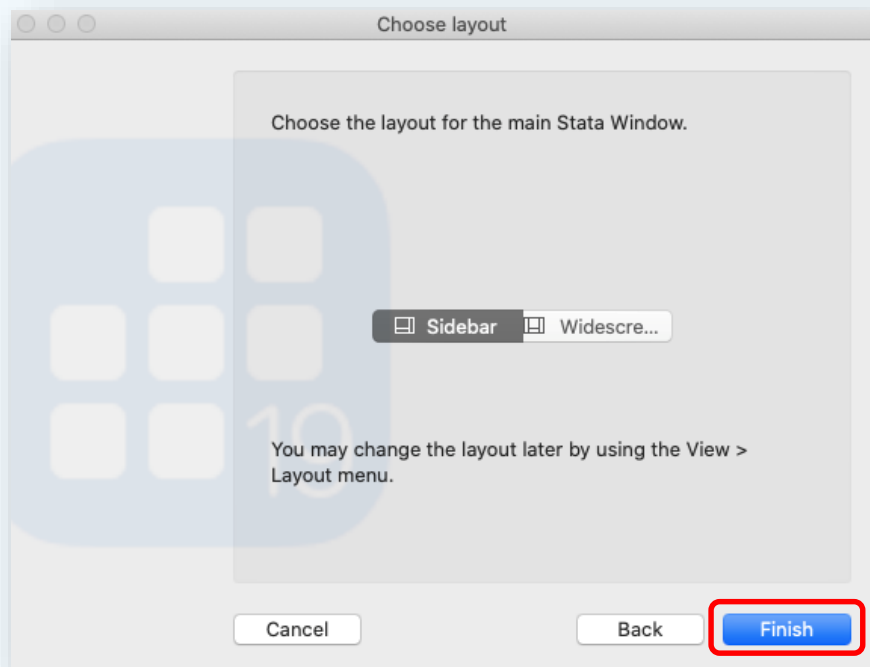 Choose layout
Choose the layout for the main Stata Window.
Sidebar Widescre...
19
You may change the layout later by using the View >
Layout menu.
Cancel Back Finish